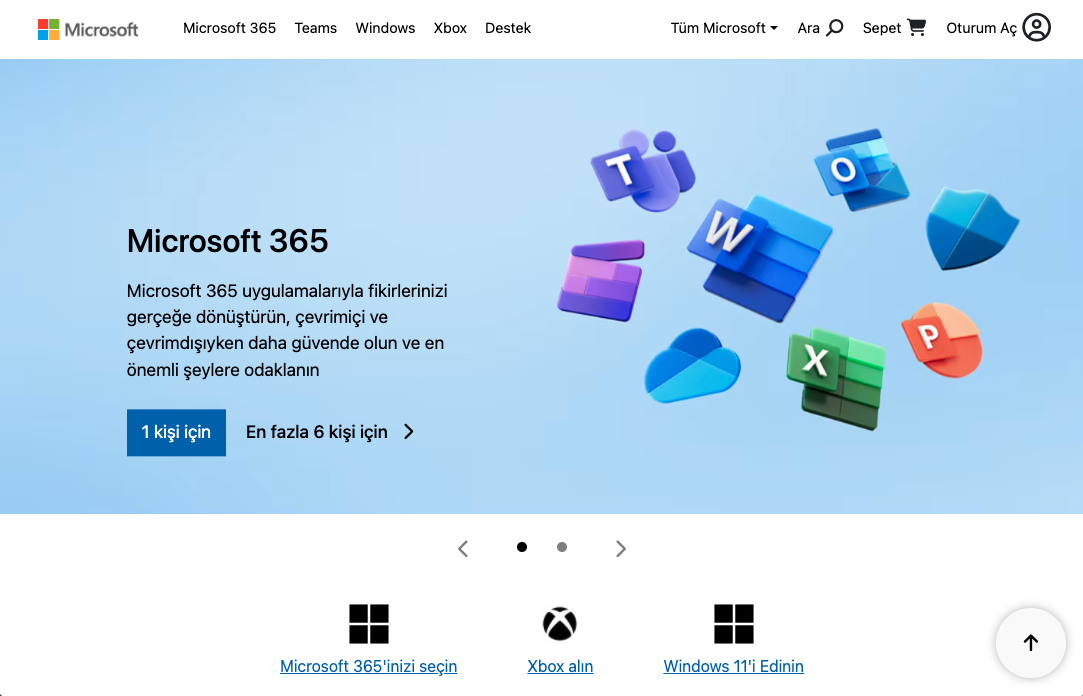 Microsoft
Microsoft 365 Teams Windows Xbox Destek
Tüm Microsoft Ara Sepet Oturum Aç
T
O
W
X
P
Microsoft 365
Microsoft 365 uygulamalarıyla fikirlerinizi
gerçeğe dönüştürün, çevrimiçi ve
çevrimdışıyken daha güvende olun ve en
önemli şeylere odaklanın
1 kişi için
En fazla 6 kişi için
Microsoft 365'inizi seçin
Xbox alın
Windows 11'i Edinin